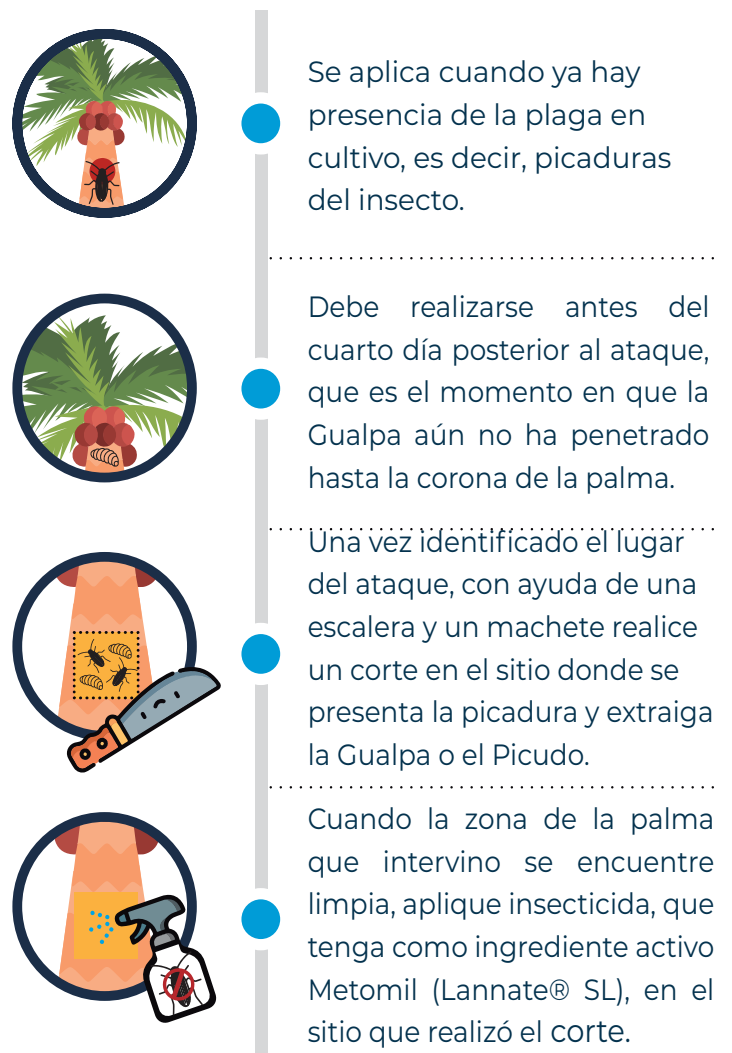 Se aplica cuando ya hay
presencia de la plaga en
cultivo, es decir, picaduras
del insecto.
Debe realizarse antes del
cuarto día posterior al ataque,
que es el momento en que la
Gualpa aún no ha penetrado
hasta la corona de la palma.
Una vez identificado el lugar
del ataque, con ayuda de una
escalera y un machete realice
un corte en el sitio donde se
presenta la picadura y extraiga
la Gualpa o el Picudo.
Cuando la zona de la palma
que intervino se encuentre
limpia, aplique insecticida, que
tenga como ingrediente activo
Metomil (Lannate® SL), en el
sitio que realizó el corte.